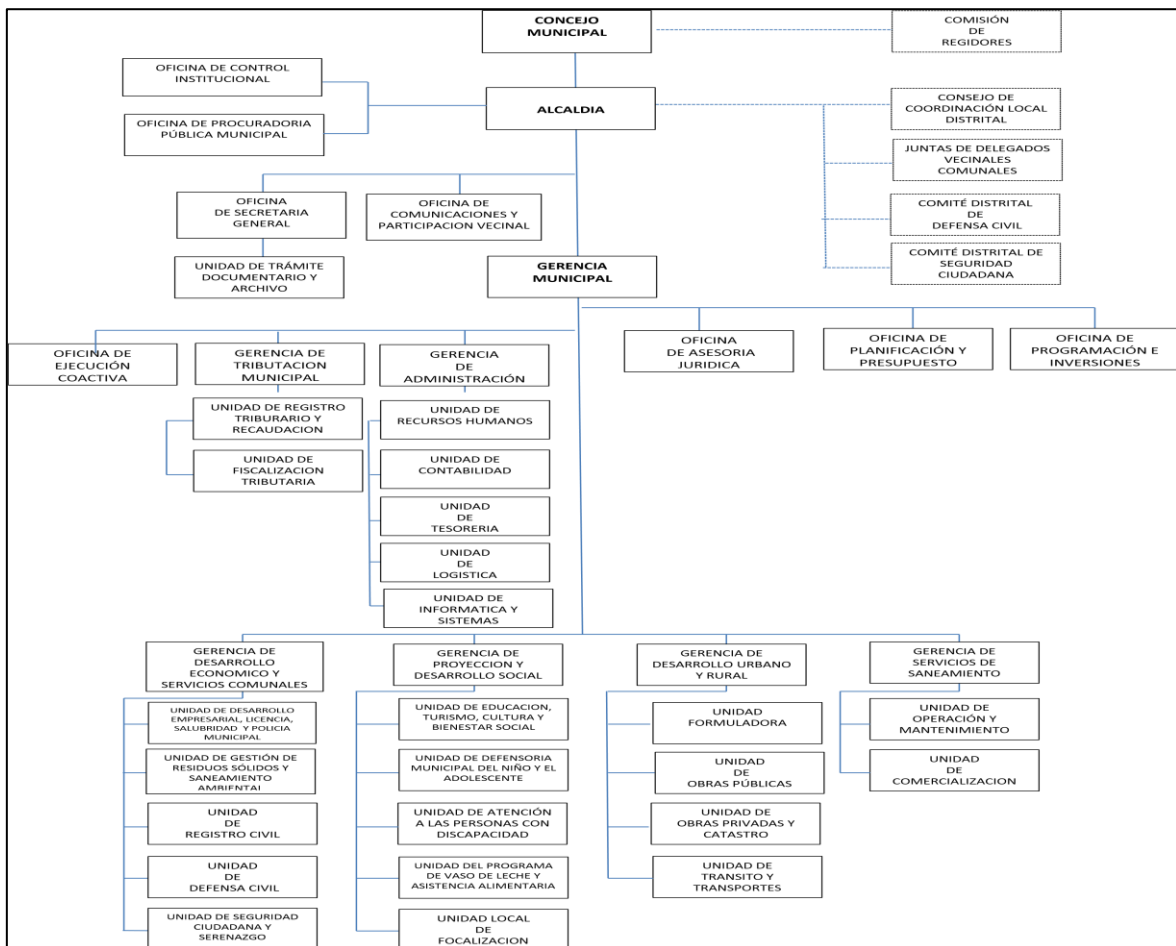 CONCEJO
MUNICIPAL
COMISIÓN
DE
REGIDORES
OFICINA DE CONTROL
INSTITUCIONAL
ALCALDIA
CONSEJO DE
COORDINACIÓN LOCAL
DISTRITAL
OFICINA DE PROCURADORIA
PÚBLICA MUNICIPAL
JUNTAS DE DELEGADOS
VECINALES
COMUNALES
OFICINA
DE SECRETARIA
GENERAL
OFICINA DE
COMUNICACIONES Y
PARTICIPACION VECINAL
COMITÉ DISTRITAL
DE
DEFENSA CIVIL
UNIDAD DE TRÁMITE
DOCUMENTARIO Y
ARCHIVO
GERENCIA
MUNICIPAL
COMITÉ DISTRITAL DE
SEGURIDAD
CIUDADANA
OFICINA DE
EJECUCIÓN
COACTIVA
GERENCIA DE
TRIBUTACION
MUNICIPAL
GERENCIA
DE
ADMINISTRACIÓN
OFICINA
DE ASESORIA
JURIDICA
OFICINA DE
PLANIFICACIÓN Y
PRESUPUESTO
OFICINA DE
PROGRAMACIÓN E
INVERSIONES
UNIDAD DE REGISTRO
TRIBURARIO Y
RECAUDACION
UNIDAD DE
FISCALIZACION
TRIBUTARIA
UNIDAD DE
RECURSOS HUMANOS
UNIDAD DE
CONTABILIDAD
UNIDAD
DE
TESORERIA
UNIDAD
DE
LOGISTICA
UNIDAD DE
INFORMATICA Y
SISTEMAS
GERENCIA DE
DESARROLLO
ECONOMICO Y
SERVICIOS COMUNALES
GERENCIA DE
PROYECCION Y
DESARROLLO SOCIAL
GERENCIA DE
DESARROLLO URBANO
Y RURAL
GERENCIA DE
SERVICIOS DE
SANEAMIENTO
UNIDAD DE DESARROLLO
EMPRESARIAL, LICENCIA,
SALUBRIDAD Y POLICIA
MUNICIPAL
UNIDAD DE GESTIÓN DE
RESIDUOS SÓLIDOS Y
SANEAMIENTO
AMBIENTAL
UNIDAD
DE
REGISTRO CIVIL
UNIDAD
DE
DEFENSA CIVIL
UNIDAD DE SEGURIDAD
CIUDADANA Y
SERENAZGO
UNIDAD DE EDUCACION,
TURISMO, CULTURA Y
BIENESTAR SOCIAL
UNIDAD DE DEFENSORIA
MUNICIPAL DEL NIÑO Y EL
ADOLESCENTE
UNIDAD DE ATENCIÓN
A LAS PERSONAS CON
DISCAPACIDAD
UNIDAD DEL PROGRAMA
DE VASO DE LECHE Y
ASISTENCIA ALIMENTARIA
UNIDAD LOCAL
DE
FOCALIZACION
UNIDAD
FORMULADORA
UNIDAD
DE
OBRAS PÚBLICAS
UNIDAD DE
OBRAS PRIVADAS Y
CATASTRO
UNIDAD DE
TRANSITO Y
TRANSPORTES
UNIDAD DE
OPERACIÓN Y
MANTENIMIENTO
UNIDAD
DE
COMERCIALIZACION